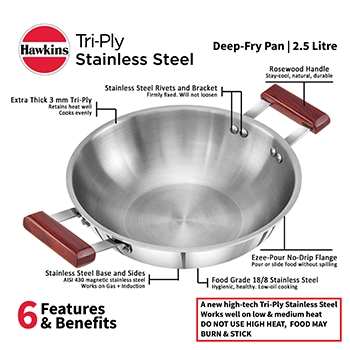 Hawkins
Tri-Ply
Stainless Steel
Deep-Fry Pan | 2.5 Litre
Rosewood Handle
Stay-cool, natural, durable
Stainless Steel Rivets and Bracket
Firmly fixed. Will not loosen
Extra Thick 3 mm Tri-Ply
Retains heat well
Cooks evenly
Ezee-Pour No-Drip Flange
Pour or slide food without spilling
Stainless Steel Base and Sides
AISI 430 magnetic stainless steel
Works on Gas + Induction
Food Grade 18/8 Stainless Steel
Hygienic, healthy. Low-oil cooking
6 Features
& Benefits
A new high-tech Tri-Ply Stainless Steel
Works well on low & medium heat
DO NOT USE HIGH HEAT, FOOD MAY
BURN & STICK